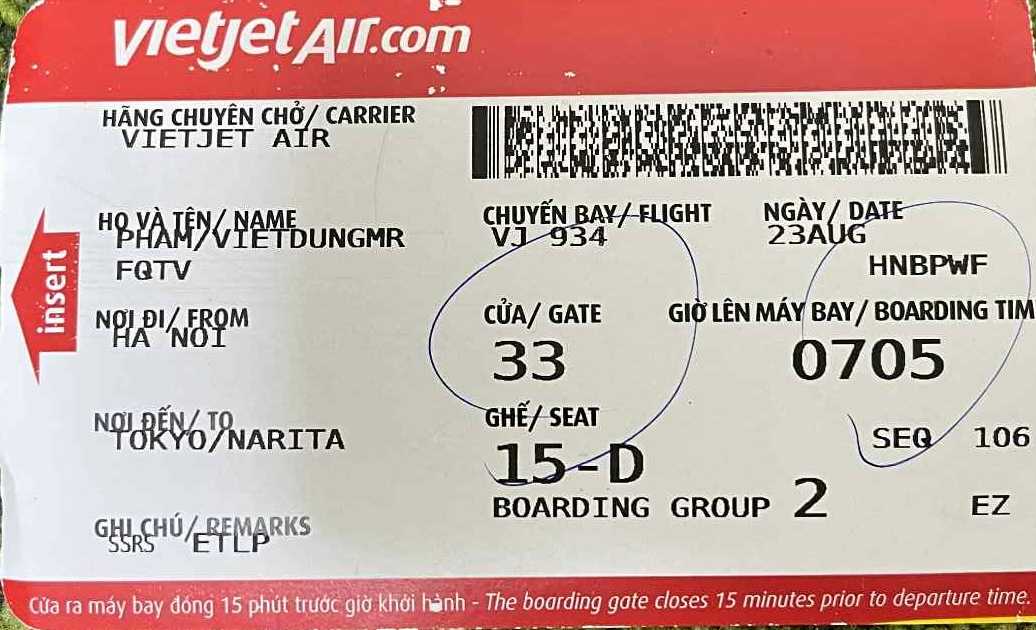 vietjetAir.com
HÃNG CHUYÊN CHỞ/ CARRIER
VIETJET AIR
HỌ VÀ TÊN/ NAME
PHAM/VIETDUNGMR
FQTV
CHUYẾN BAY/ FLIGHT
VJ 934
NGÀY/ DATE
23AUG
HNBPWF
insert
NƠI ĐI/ FROM
HA NOI
CỬA/ GATE
33
GIỜ LÊN MÁY BAY/ BOARDING TIM
0705
NƠI ĐẾN/ TO
TOKYO/NARITA
GHẾ/ SEAT
15-D
SEQ 106
BOARDING GROUP 2
EZ
GHI CHÚ/ REMARKS
SSRS ETLP
Cửa ra máy bay đóng 15 phút trước giờ khởi hành - The boarding gate closes 15 minutes prior to departure time.